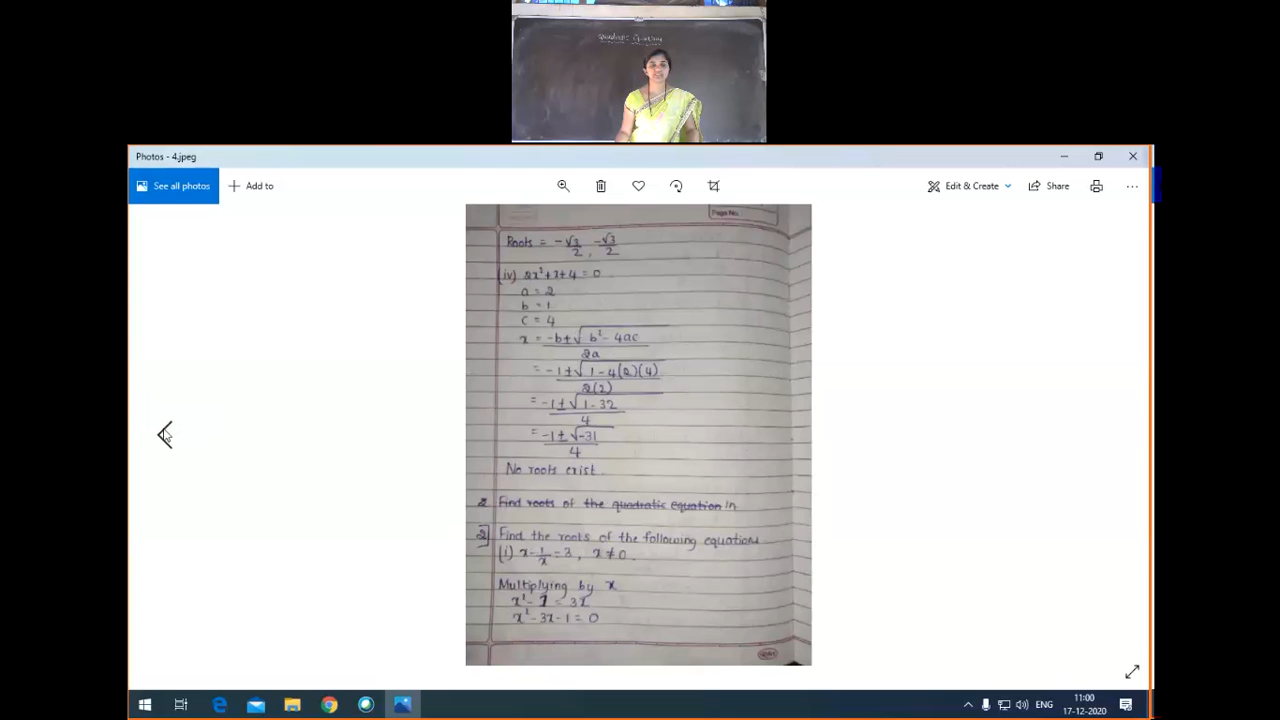 Quadratic Equations
Photos - 4.jpeg
See all photos
Add to
Edit & Create
Share
Page No.
Roots = -√3/2, -√3/2
(iv) 2x²+x+4=0
a = 2
b = 1
c = 4
x = -b±√b²-4ac / 2a
= -1±√1-4(2)(4) / 2(2)
= -1±√1-32 / 4
= -1±√-31 / 4
No roots exist.
2 Find roots of the quadratic equation in
2] Find the roots of the following equations
(i) x-1/x=3, x≠0.
Multiplying by x
x²-1=3x
x²-3x-1=0
ENG
11:00
17-12-2020